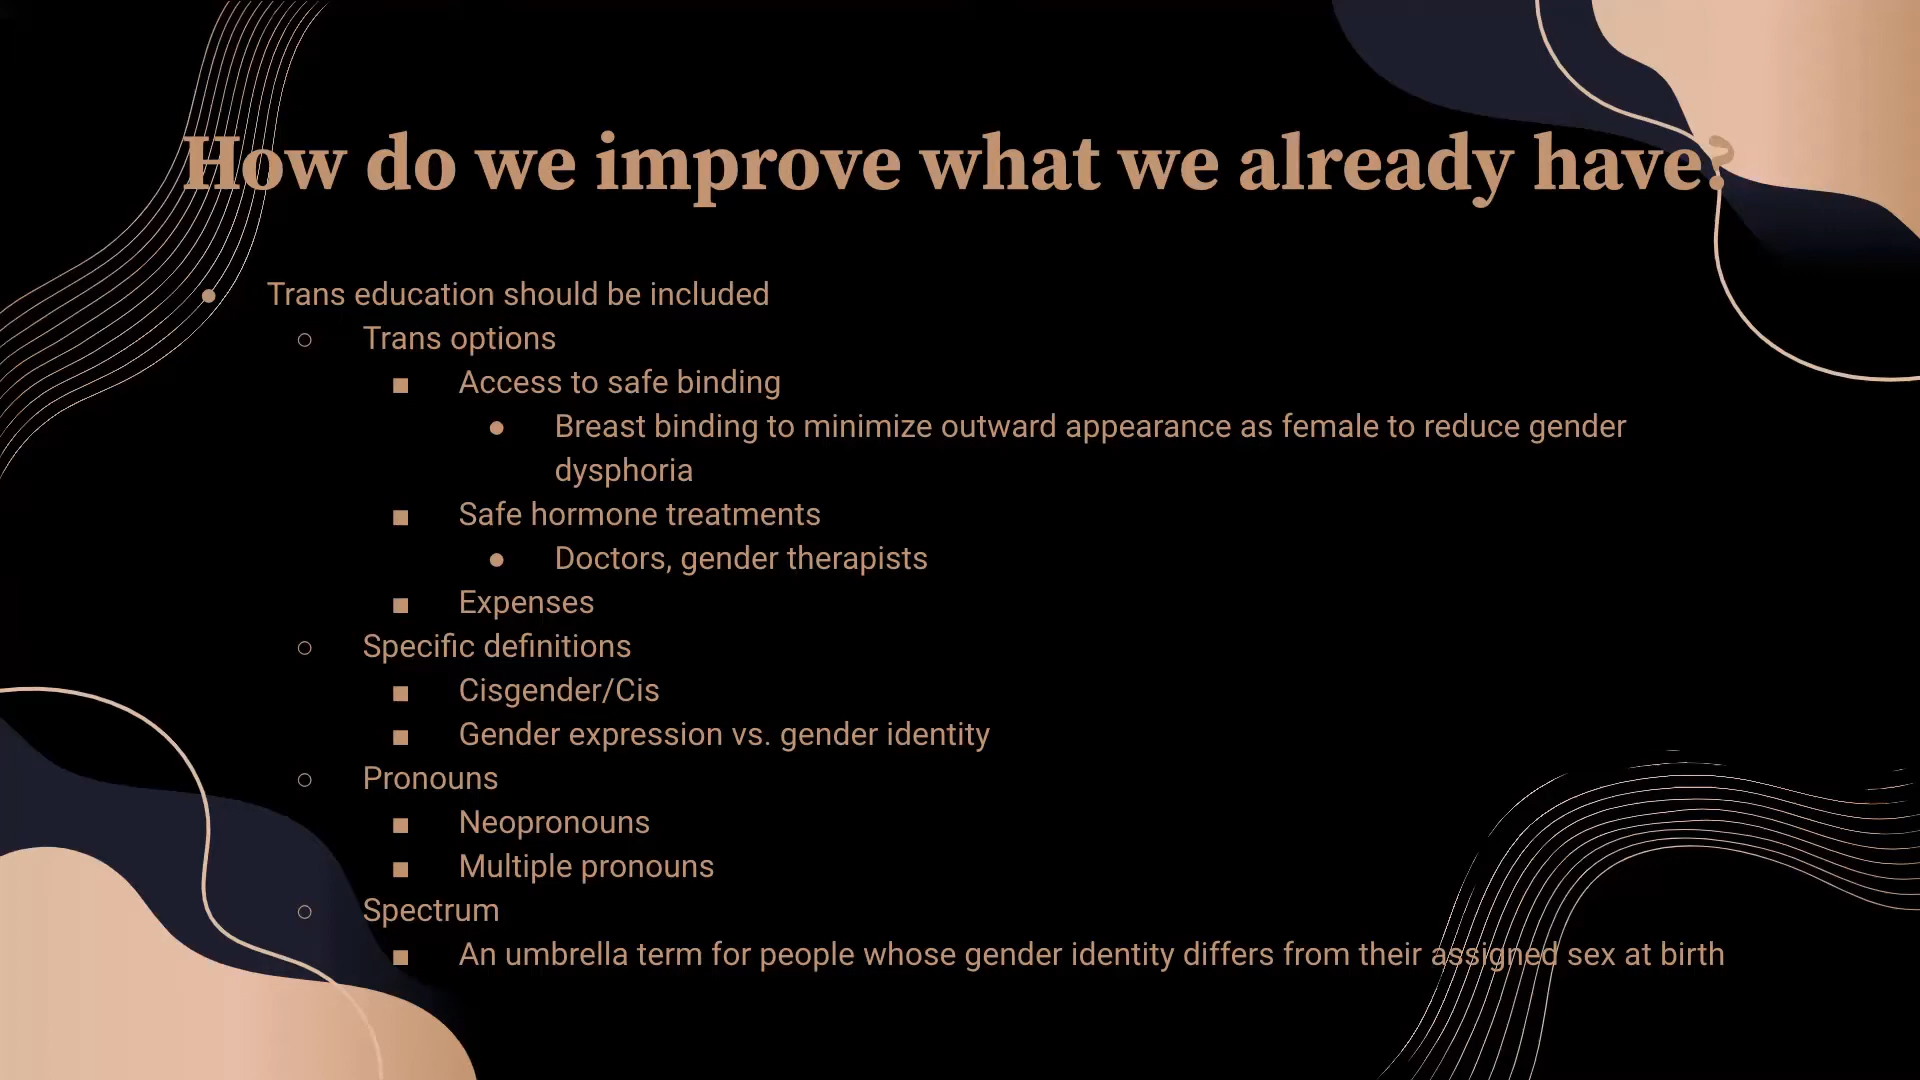 How do we improve what we already have?
● Trans education should be included
○ Trans options
■ Access to safe binding
● Breast binding to minimize outward appearance as female to reduce gender
dysphoria
■ Safe hormone treatments
● Doctors, gender therapists
■ Expenses
○ Specific definitions
■ Cisgender/Cis
■ Gender expression vs. gender identity
○ Pronouns
■ Neopronouns
■ Multiple pronouns
○ Spectrum
■ An umbrella term for people whose gender identity differs from their assigned sex at birth